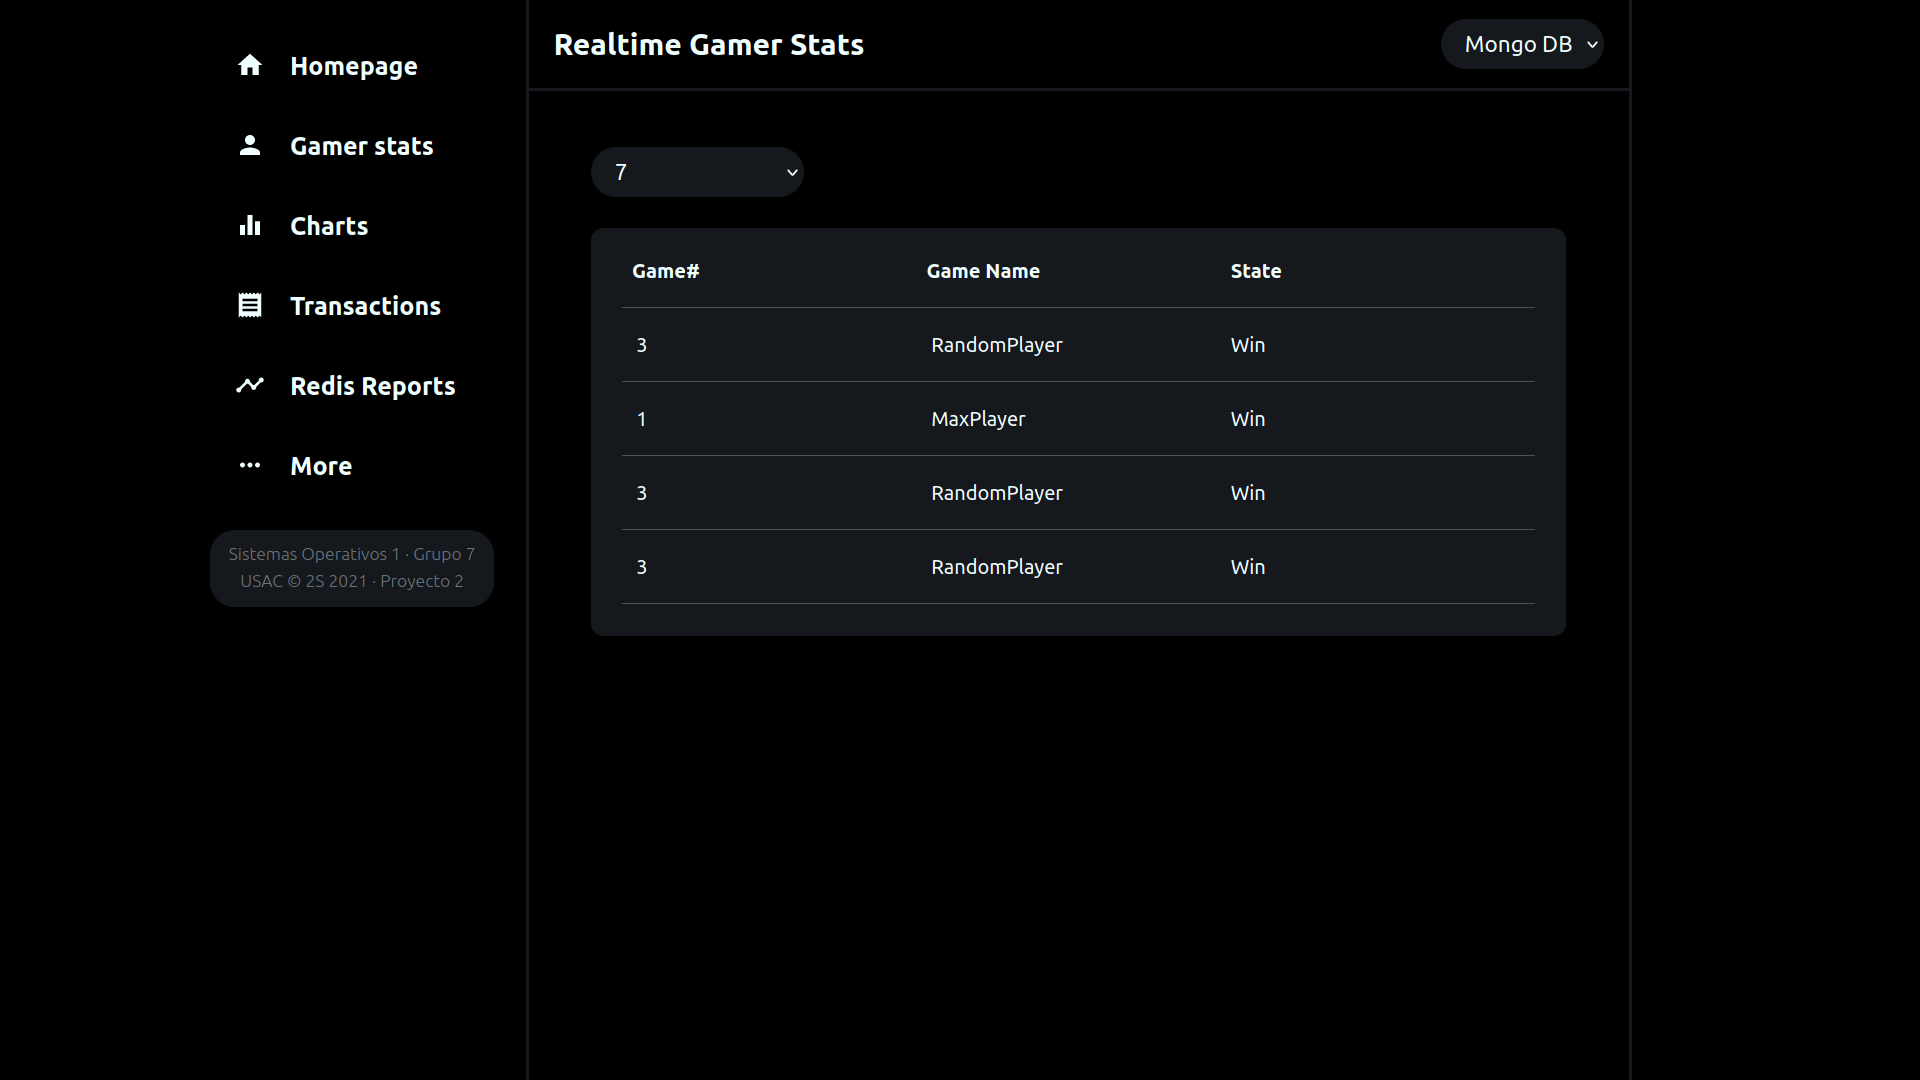 Homepage
Gamer stats
Charts
Transactions
Redis Reports
More
Sistemas Operativos 1 · Grupo 7
USAC © 2S 2021 · Proyecto 2
Realtime Gamer Stats
Mongo DB
7
Game# Game Name State
3 RandomPlayer Win
1 MaxPlayer Win
3 RandomPlayer Win
3 RandomPlayer Win